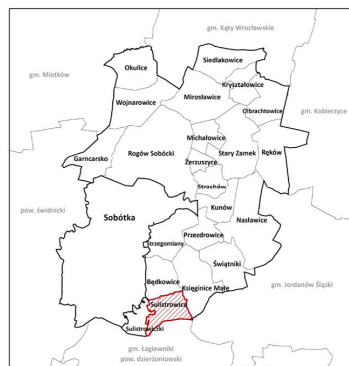 gm. Kąty Wrocławskie
Siedlakowice
Okulice
gm. Mietków
Kryształowice
Mirosławice
Wojnarowice
Olbrachtowice
gm. Kobierzyce
Michałowice
Stary Zamek
Garncarsko
Rogów Sobócki
Żerzuszyce
Ręków
Strachów
pow. świdnicki
Kunów
Sobótka
Nasławice
Przezdrowice
Strzegomiany
Świątniki
Będkowice
Księginice Małe
gm. Jordanów Śląski
Sulistrowice
Sulistrowiczki
gm. Łagiewniki
pow. dzierżoniowski